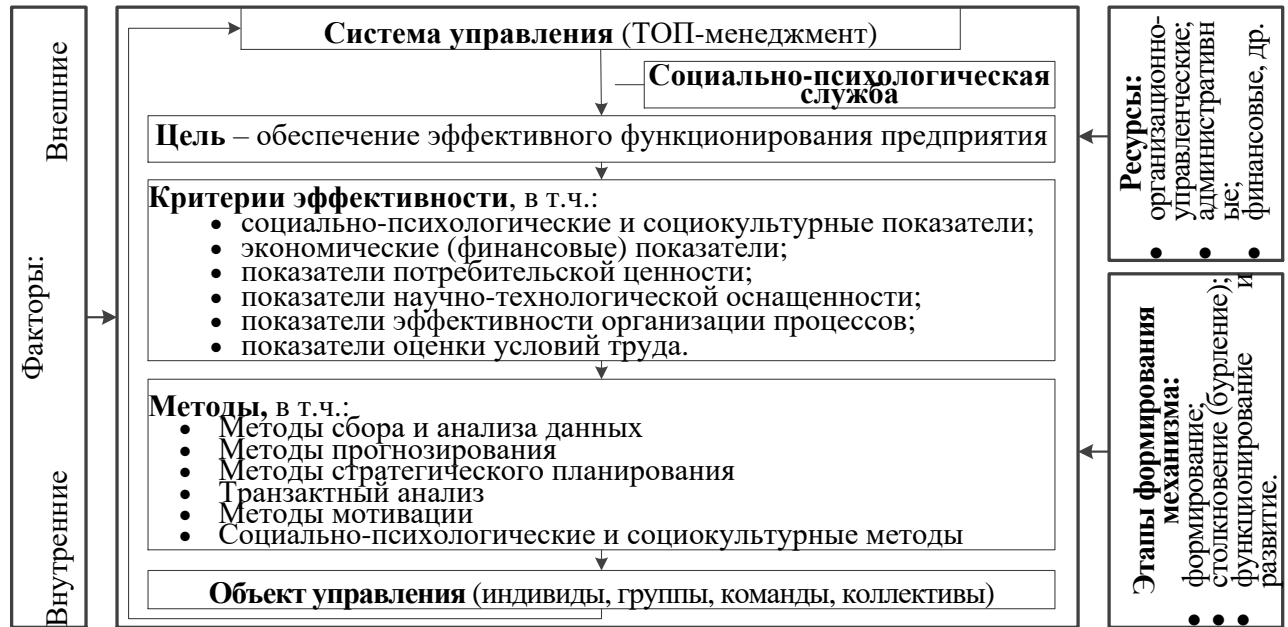 Внешние
Факторы:
Внутренние
Система управления (ТОП-менеджмент)
Социально-психологическая
служба
Цель – обеспечение эффективного функционирования предприятия
Критерии эффективности, в т.ч.:
• социально-психологические и социокультурные показатели;
• экономические (финансовые) показатели;
• показатели потребительской ценности;
• показатели научно-технологической оснащенности;
• показатели эффективности организации процессов;
• показатели оценки условий труда.
Методы, в т.ч.:
• Методы сбора и анализа данных
• Методы прогнозирования
• Методы стратегического планирования
• Транзактный анализ
• Методы мотивации
• Социально-психологические и социокультурные методы
Объект управления (индивиды, группы, команды, коллективы)
Ресурсы:
• организационно-
управленческие;
• административн
ые;
• финансовые, др.
Этапы формирования
механизма:
• формирование;
• столкновение (бурление);
• функционирование и
развитие.